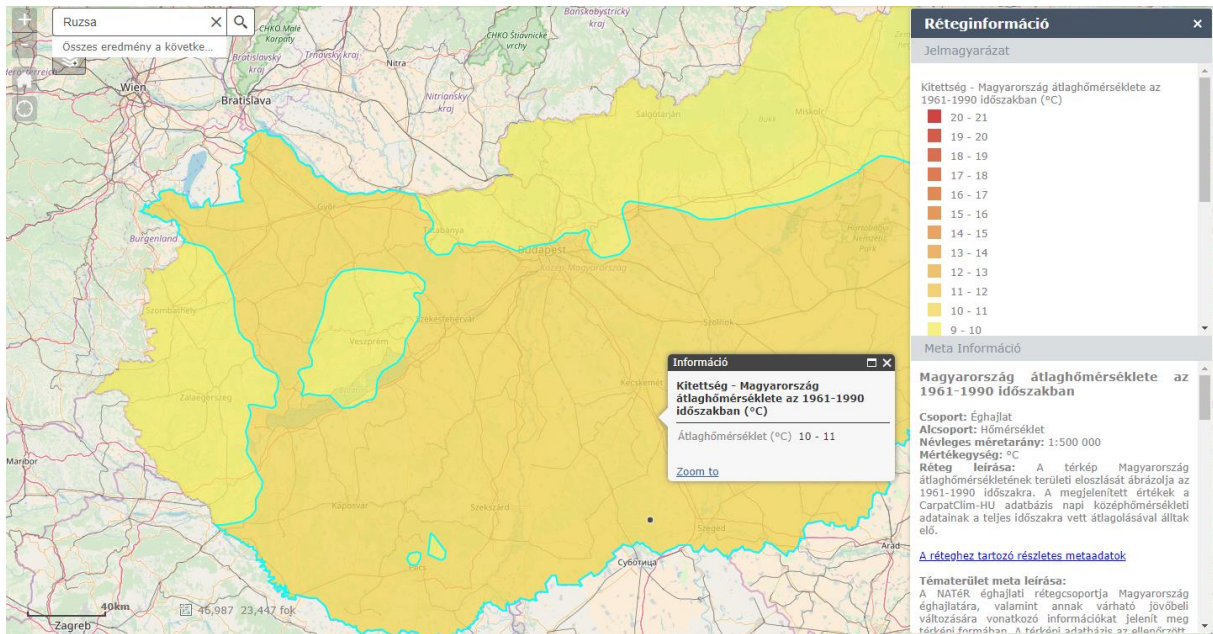 Ruzsa
Összes eredmény a követke...
Wien
Bratislava
Bratislavský
kraj
Trnavský kraj
Nitra
Nitriansky
kraj
CHKO Malé
Karpaty
CHKO Štiavnické
vrchy
Banskobystrický
kraj
Salgótarján
Bükk
Miskolc
Burgenland
Győr
Tatabánya
Budapest
Közép-Magyarország
Hortobágyi
Nemzeti
Park
Szombathely
Veszprém
Székesfehérvár
Szolnok
Kecskemét
Zalaegerszeg
Maribor
Kaposvár
Szekszárd
Szeged
Pécs
Суботица
Arad
Zagreb
40km
46,987 23,447 fok
Információ
Kitettség - Magyarország
átlaghőmérséklete az 1961-1990
időszakban (°C)
Átlaghőmérséklet (°C) 10 - 11
Zoom to
Réteginformáció
Jelmagyarázat
Kitettség - Magyarország átlaghőmérséklete az
1961-1990 időszakban (°C)
20 - 21
19 - 20
18 - 19
17 - 18
16 - 17
15 - 16
14 - 15
13 - 14
12 - 13
11 - 12
10 - 11
9 - 10
Meta Információ
Magyarország átlaghőmérséklete az
1961-1990 időszakban
Csoport: Éghajlat
Alcsoport: Hőmérséklet
Névleges méretarány: 1:500 000
Mértékegység: °C
Réteg leírása: A térkép Magyarország
átlaghőmérsékletének területi eloszlását ábrázolja az
1961-1990 időszakra. A megjelenített értékek a
CarpatClim-HU adatbázis napi középhőmérsékleti
adatainak a teljes időszakra vett átlagolásával álltak
elő.
A réteghez tartozó részletes metaadatok
Tématerület meta leírása:
A NATéR éghajlati rétegcsoportja Magyarország
éghajlatára, valamint annak várható jövőbeli
változására vonatkozó információkat jelenít meg
térképi formában. A térképi adatbázis az ellenőrzött,